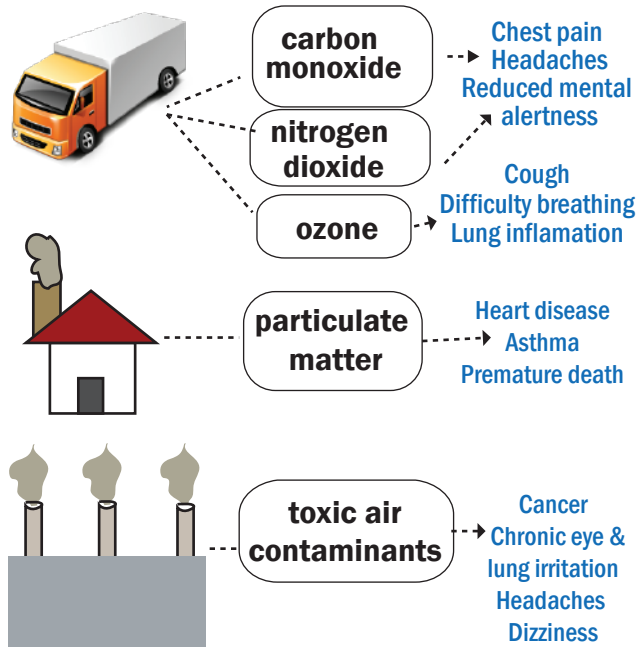 carbon
monoxide
Chest pain
Headaches
Reduced mental
alertness
nitrogen
dioxide
ozone
Cough
Difficulty breathing
Lung inflamation
particulate
matter
Heart disease
Asthma
Premature death
toxic air
contaminants
Cancer
Chronic eye &
lung irritation
Headaches
Dizziness